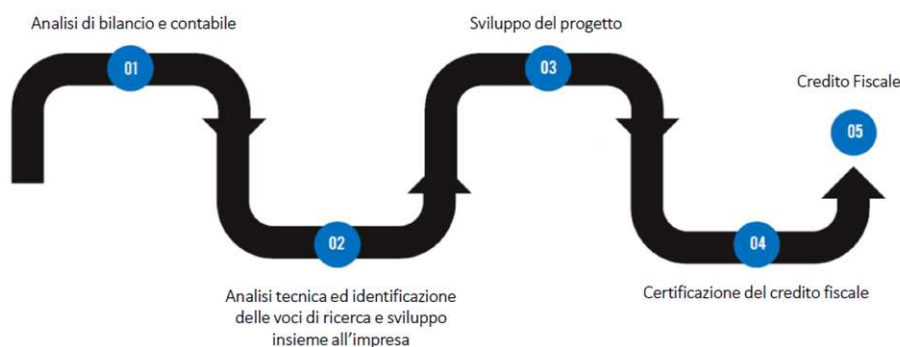 Analisi di bilancio e contabile
01
Analisi tecnica ed identificazione
delle voci di ricerca e sviluppo
insieme all'impresa
02
Sviluppo del progetto
03
Certificazione del credito fiscale
04
Credito Fiscale
05